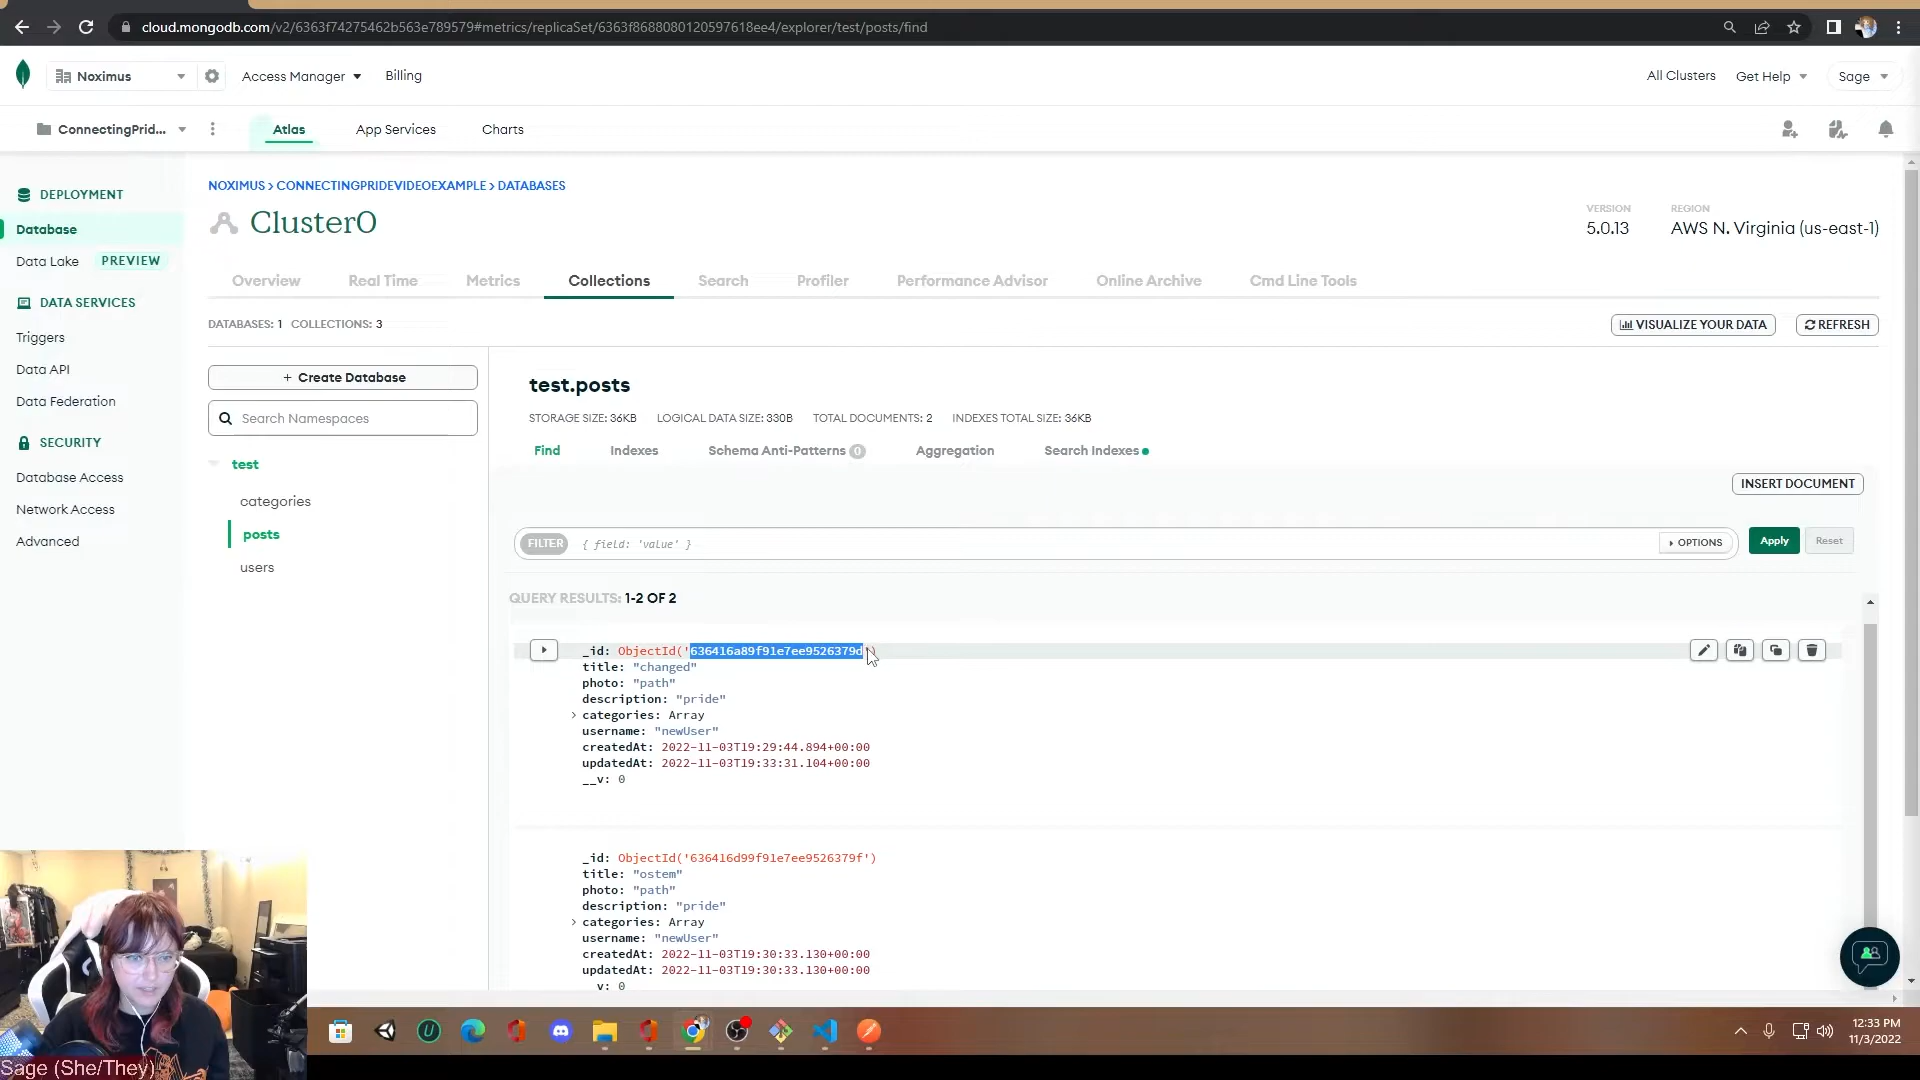 cloud.mongodb.com/v2/6363f74275462b563e789579#metrics/replicaSet/6363f8688080120597618ee4/explorer/test/posts/find
Noximus
Access Manager
Billing
All Clusters
Get Help
Sage
ConnectingPrid...
Atlas
App Services
Charts
DEPLOYMENT
Database
Data Lake PREVIEW
DATA SERVICES
Triggers
Data API
Data Federation
SECURITY
Database Access
Network Access
Advanced
NOXIMUS > CONNECTINGPRIDEVIDEOEXAMPLE > DATABASES
Cluster0
VERSION
5.0.13
REGION
AWS N. Virginia (us-east-1)
Overview
Real Time
Metrics
Collections
Search
Profiler
Performance Advisor
Online Archive
Cmd Line Tools
DATABASES: 1 COLLECTIONS: 3
VISUALIZE YOUR DATA
REFRESH
+ Create Database
Search Namespaces
test
categories
posts
users
test.posts
STORAGE SIZE: 36KB LOGICAL DATA SIZE: 330B TOTAL DOCUMENTS: 2 INDEXES TOTAL SIZE: 36KB
Find
Indexes
Schema Anti-Patterns 0
Aggregation
Search Indexes
INSERT DOCUMENT
FILTER { field: 'value' }
OPTIONS
Apply
Reset
QUERY RESULTS: 1-2 OF 2
_id: ObjectId('636416a89f91e7ee9526379d')
title: "changed"
photo: "path"
description: "pride"
categories: Array
username: "newUser"
createdAt: 2022-11-03T19:29:44.894+00:00
updatedAt: 2022-11-03T19:33:31.104+00:00
__v: 0
_id: ObjectId('636416d99f91e7ee9526379f')
title: "ostem"
photo: "path"
description: "pride"
categories: Array
username: "newUser"
createdAt: 2022-11-03T19:30:33.130+00:00
updatedAt: 2022-11-03T19:30:33.130+00:00
__v: 0
Sage (She/They)
12:33 PM
11/3/2022